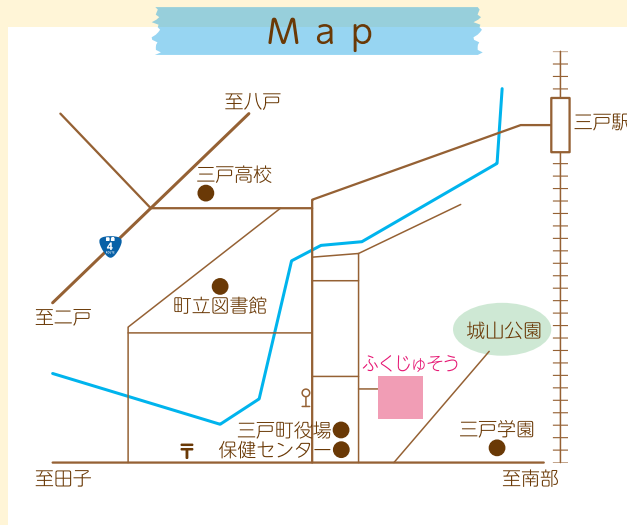 Map
至八戸
三戸駅
三戸高校
4
町立図書館
至二戸
城山公園
ふくじゅそう
三戸町役場
三戸学園
保健センター
〒
至田子
至南部